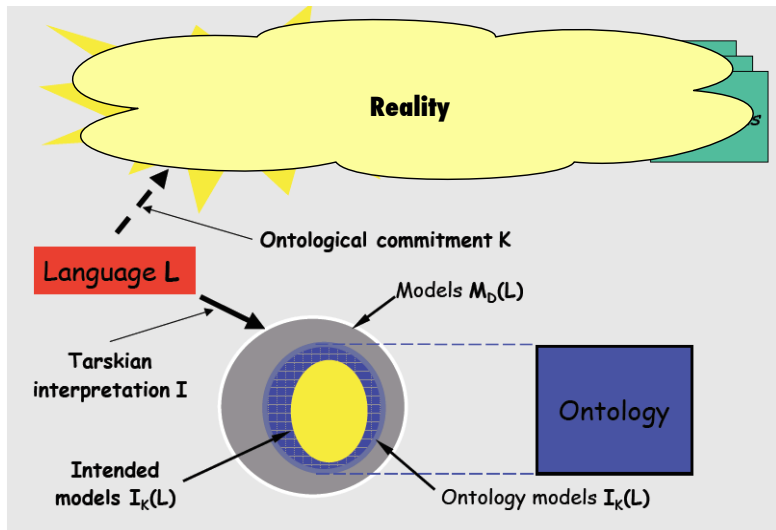 Reality
Ontological commitment K
Language L
Models M_D(L)
Tarskian
interpretation I
Ontology
Intended
models I_K(L)
Ontology models I_K(L)